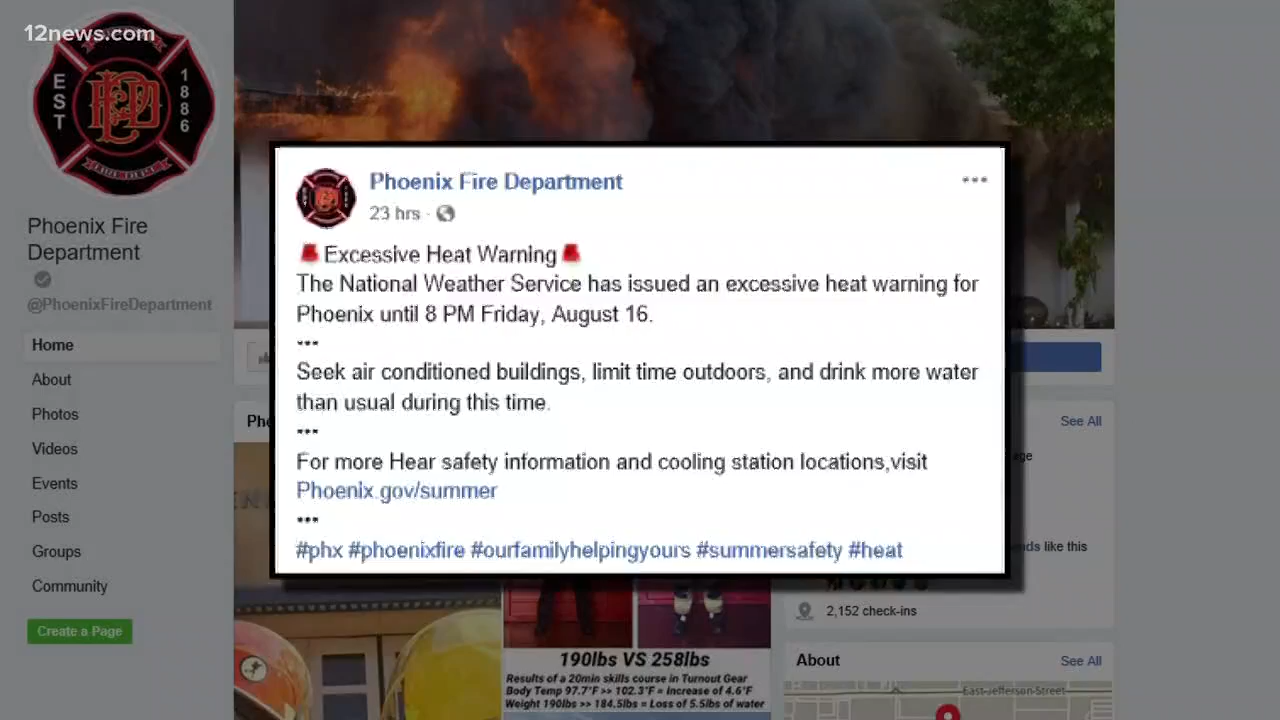 12news.com
EST
1886
Phoenix Fire
Department
@PhoenixFireDepartment
Home
About
Photos
Videos
Events
Posts
Groups
Community
Create a Page
Phoenix Fire Department
23 hrs ·
Excessive Heat Warning
The National Weather Service has issued an excessive heat warning for
Phoenix until 8 PM Friday, August 16.
***
Seek air conditioned buildings, limit time outdoors, and drink more water
than usual during this time.
***
For more Hear safety information and cooling station locations,visit
Phoenix.gov/summer
***
#phx #phoenixfire #ourfamilyhelpingyours #summersafety #heat
See All
like this
2,152 check-ins
About
See All
East-Jefferson-Street
190lbs VS 258lbs
Results of a 20min skills course in Turnout Gear
Body Temp 97.7°F >> 102.3°F = Increase of 4.6°F
Weight 190lbs >> 184.5lbs = Loss of 5.5lbs of water